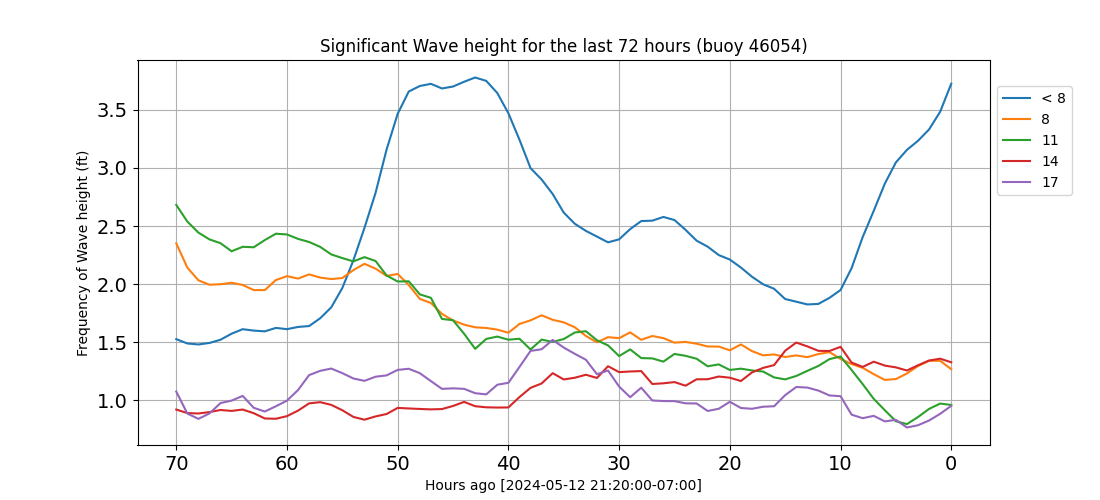 Significant Wave height for the last 72 hours (buoy 46054)
Frequency of Wave height (ft)
3.5
3.0
2.5
2.0
1.5
1.0
70 60 50 40 30 20 10 0
Hours ago [2024-05-12 21:20:00-07:00]
< 8
8
11
14
17